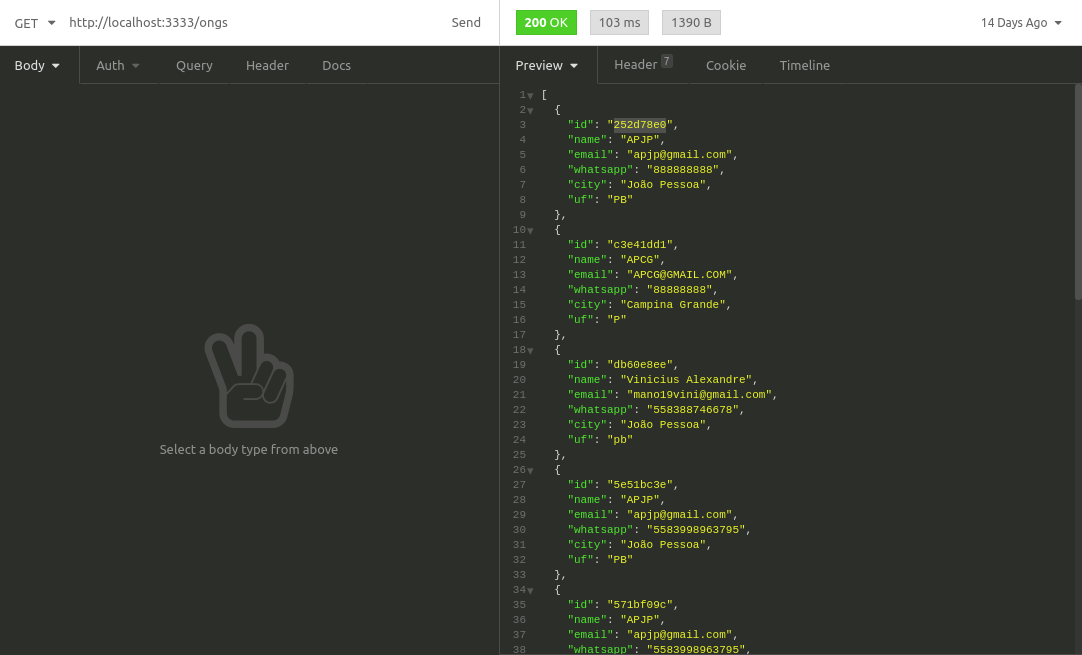 GET http://localhost:3333/ongs Send 200 OK 103 ms 1390 B 14 Days Ago
Body Auth Query Header Docs
Preview Header 7 Cookie Timeline
Select a body type from above
1 [
2 {
3 "id": "252d78e0",
4 "name": "APJP",
5 "email": "apjp@gmail.com",
6 "whatsapp": "888888888",
7 "city": "João Pessoa",
8 "uf": "PB"
9 },
10 {
11 "id": "c3e41dd1",
12 "name": "APCG",
13 "email": "APCG@GMAIL.COM",
14 "whatsapp": "88888888",
15 "city": "Campina Grande",
16 "uf": "P"
17 },
18 {
19 "id": "db60e8ee",
20 "name": "Vinicius Alexandre",
21 "email": "mano19vini@gmail.com",
22 "whatsapp": "558388746678",
23 "city": "João Pessoa",
24 "uf": "pb"
25 },
26 {
27 "id": "5e51bc3e",
28 "name": "APJP",
29 "email": "apjp@gmail.com",
30 "whatsapp": "5583998963795",
31 "city": "João Pessoa",
32 "uf": "PB"
33 },
34 {
35 "id": "571bf09c",
36 "name": "APJP",
37 "email": "apjp@gmail.com",
38 "whatsapp": "5583998963795",